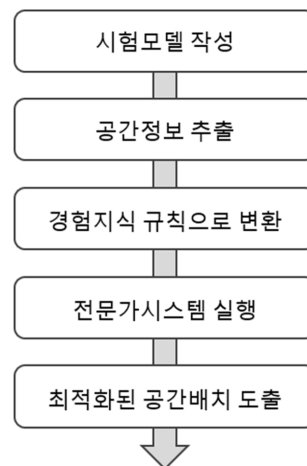 시험모델 작성
공간정보 추출
경험지식 규칙으로 변환
전문가시스템 실행
최적화된 공간배치 도출